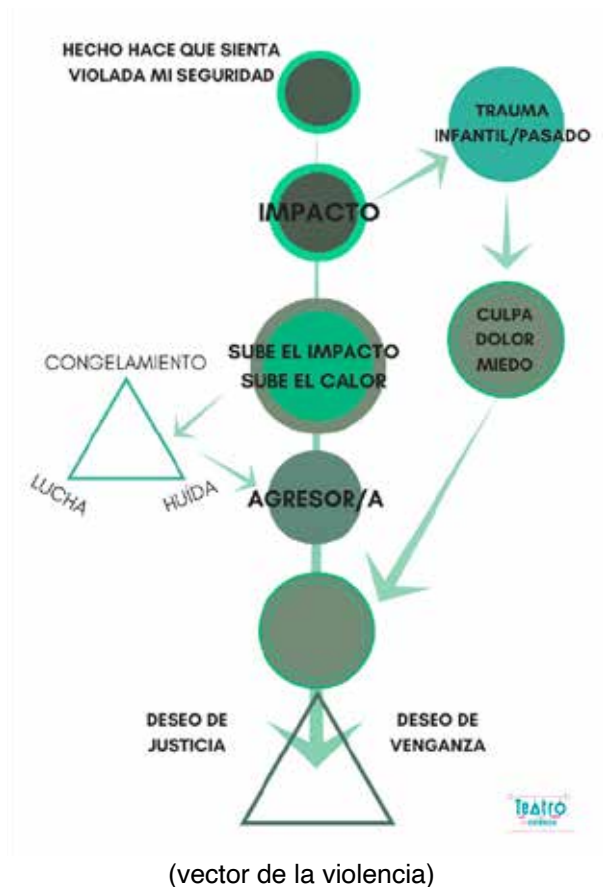 HECHO HACE QUE SIENTA
VIOLADA MI SEGURIDAD
TRAUMA
INFANTIL/PASADO
IMPACTO
CULPA
DOLOR
MIEDO
SUBE EL IMPACTO
SUBE EL CALOR
CONGELAMIENTO
LUCHA
HUÍDA
AGRESOR/A
DESEO DE
JUSTICIA
DESEO DE
VENGANZA
TEATRO
(vector de la violencia)